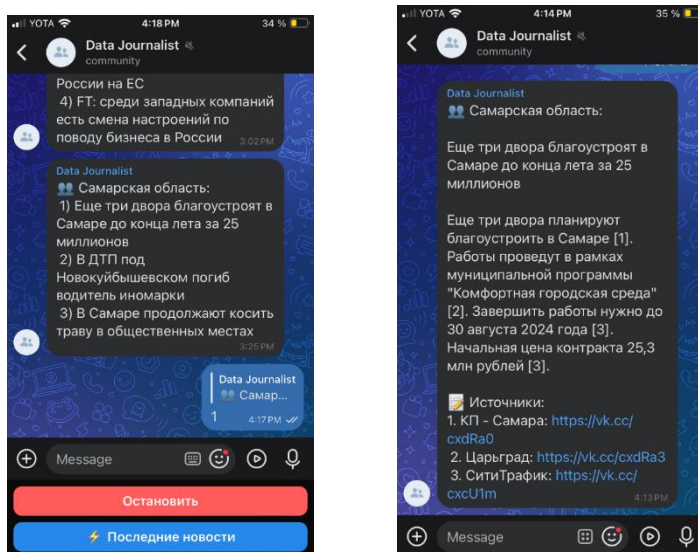 YOTA 4:18 PM 34 %
Data Journalist
community
России на ЕС
4) FT: среди западных компаний
есть смена настроений по
поводу бизнеса в России 3:02 PM
Data Journalist
Самарская область:
1) Еще три двора благоустроят в
Самаре до конца лета за 25
миллионов
2) В ДТП под
Новокуйбышевском погиб
водитель иномарки
3) В Самаре продолжают косить
траву в общественных местах
3:25 PM
Data Journalist
Самар...
1 4:17 PM
Message
Остановить
Последние новости
YOTA 4:14 PM 35 %
Data Journalist
community
Data Journalist
Самарская область:
Еще три двора благоустроят в
Самаре до конца лета за 25
миллионов
Еще три двора планируют
благоустроить в Самаре [1].
Работы проведут в рамках
муниципальной программы
"Комфортная городская среда"
[2]. Завершить работы нужно до
30 августа 2024 года [3].
Начальная цена контракта 25,3
млн рублей [3].
Источники:
1. КП - Самара: https://vk.cc/
cxdRa0
2. Царьград: https://vk.cc/cxdRa3
3. СитиТрафик: https://vk.cc/
cxcU1m
4:13 PM
Message